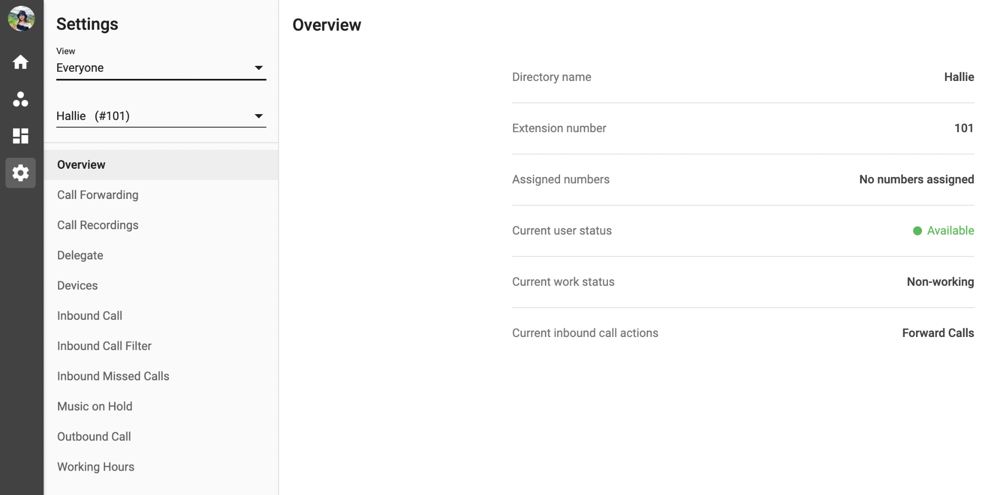 Settings
View
Everyone
Hallie (#101)
Overview
Call Forwarding
Call Recordings
Delegate
Devices
Inbound Call
Inbound Call Filter
Inbound Missed Calls
Music on Hold
Outbound Call
Working Hours
Overview
Directory name Hallie
Extension number 101
Assigned numbers No numbers assigned
Current user status Available
Current work status Non-working
Current inbound call actions Forward Calls